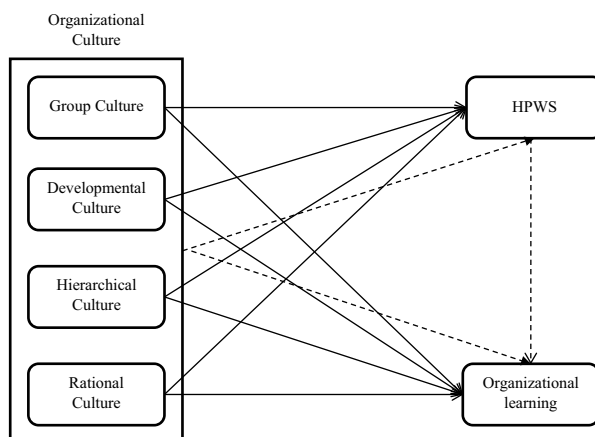 Organizational
Culture
Group Culture
HPWS
Developmental
Culture
Hierarchical
Culture
Rational
Culture
Organizational
learning